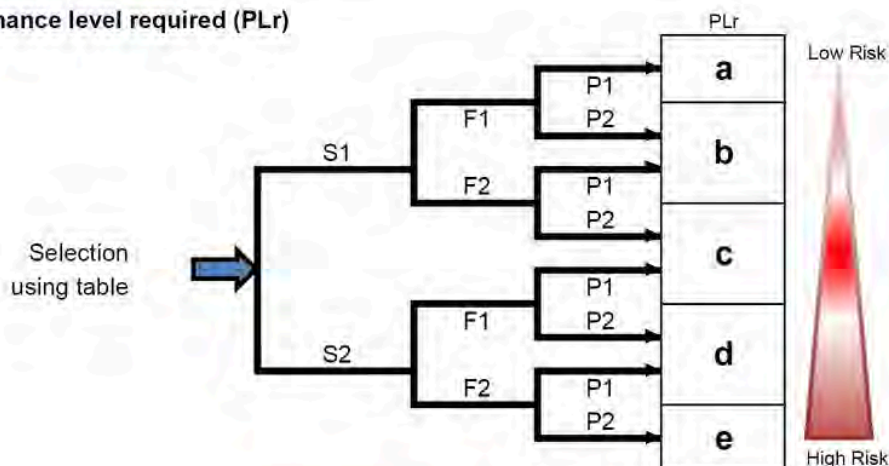 nance level required (PLr)
PLr
Low Risk
a
P1
F1
P2
b
S1
P1
F2
P2
c
Selection
using table
P1
F1
P2
d
S2
P1
F2
P2
e
High Risk